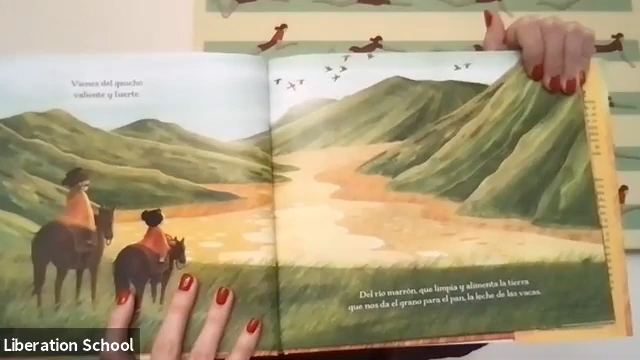 Vienes del gaucho
valiente y fuerte.
Del río marrón, que limpia y alimenta la tierra
que nos da el grano para el pan, la leche de las vacas.
Liberation School